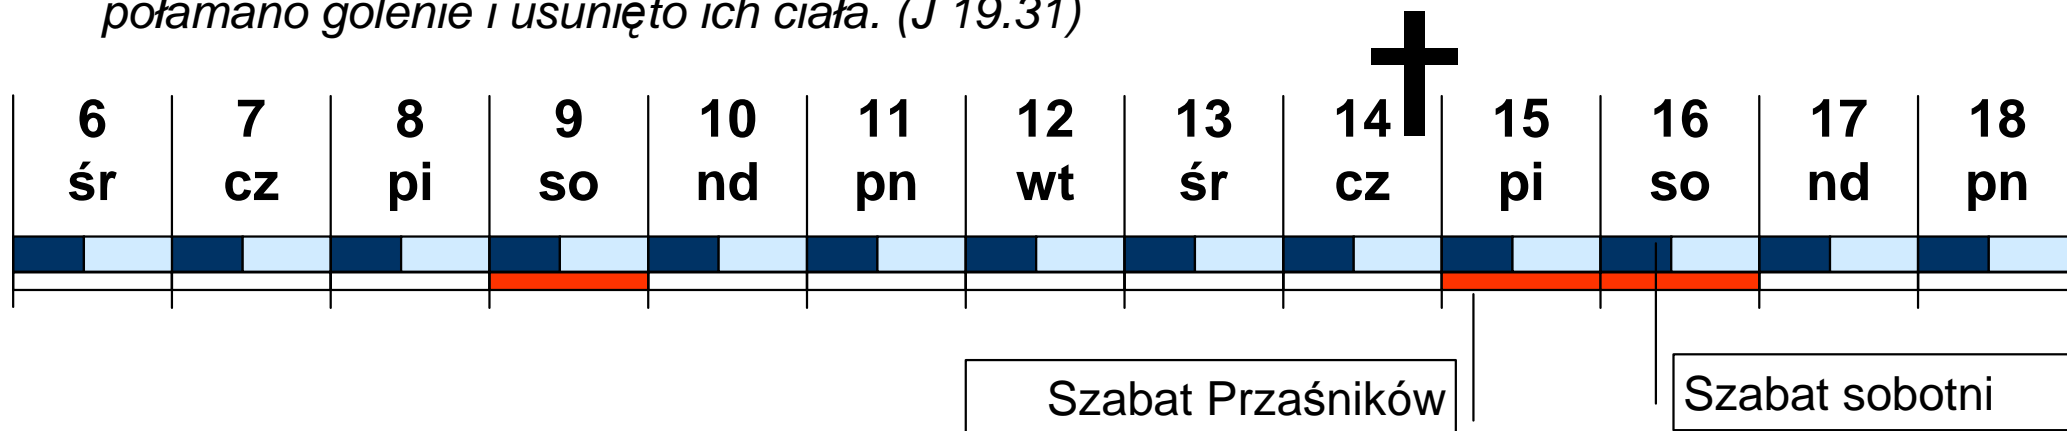 połamano golenie i usunięto ich ciała. (J 19.31)
6 7 8 9 10 11 12 13 14 15 16 17 18
śr cz pi so nd pn wt śr cz pi so nd pn
Szabat Przaśników
Szabat sobotni